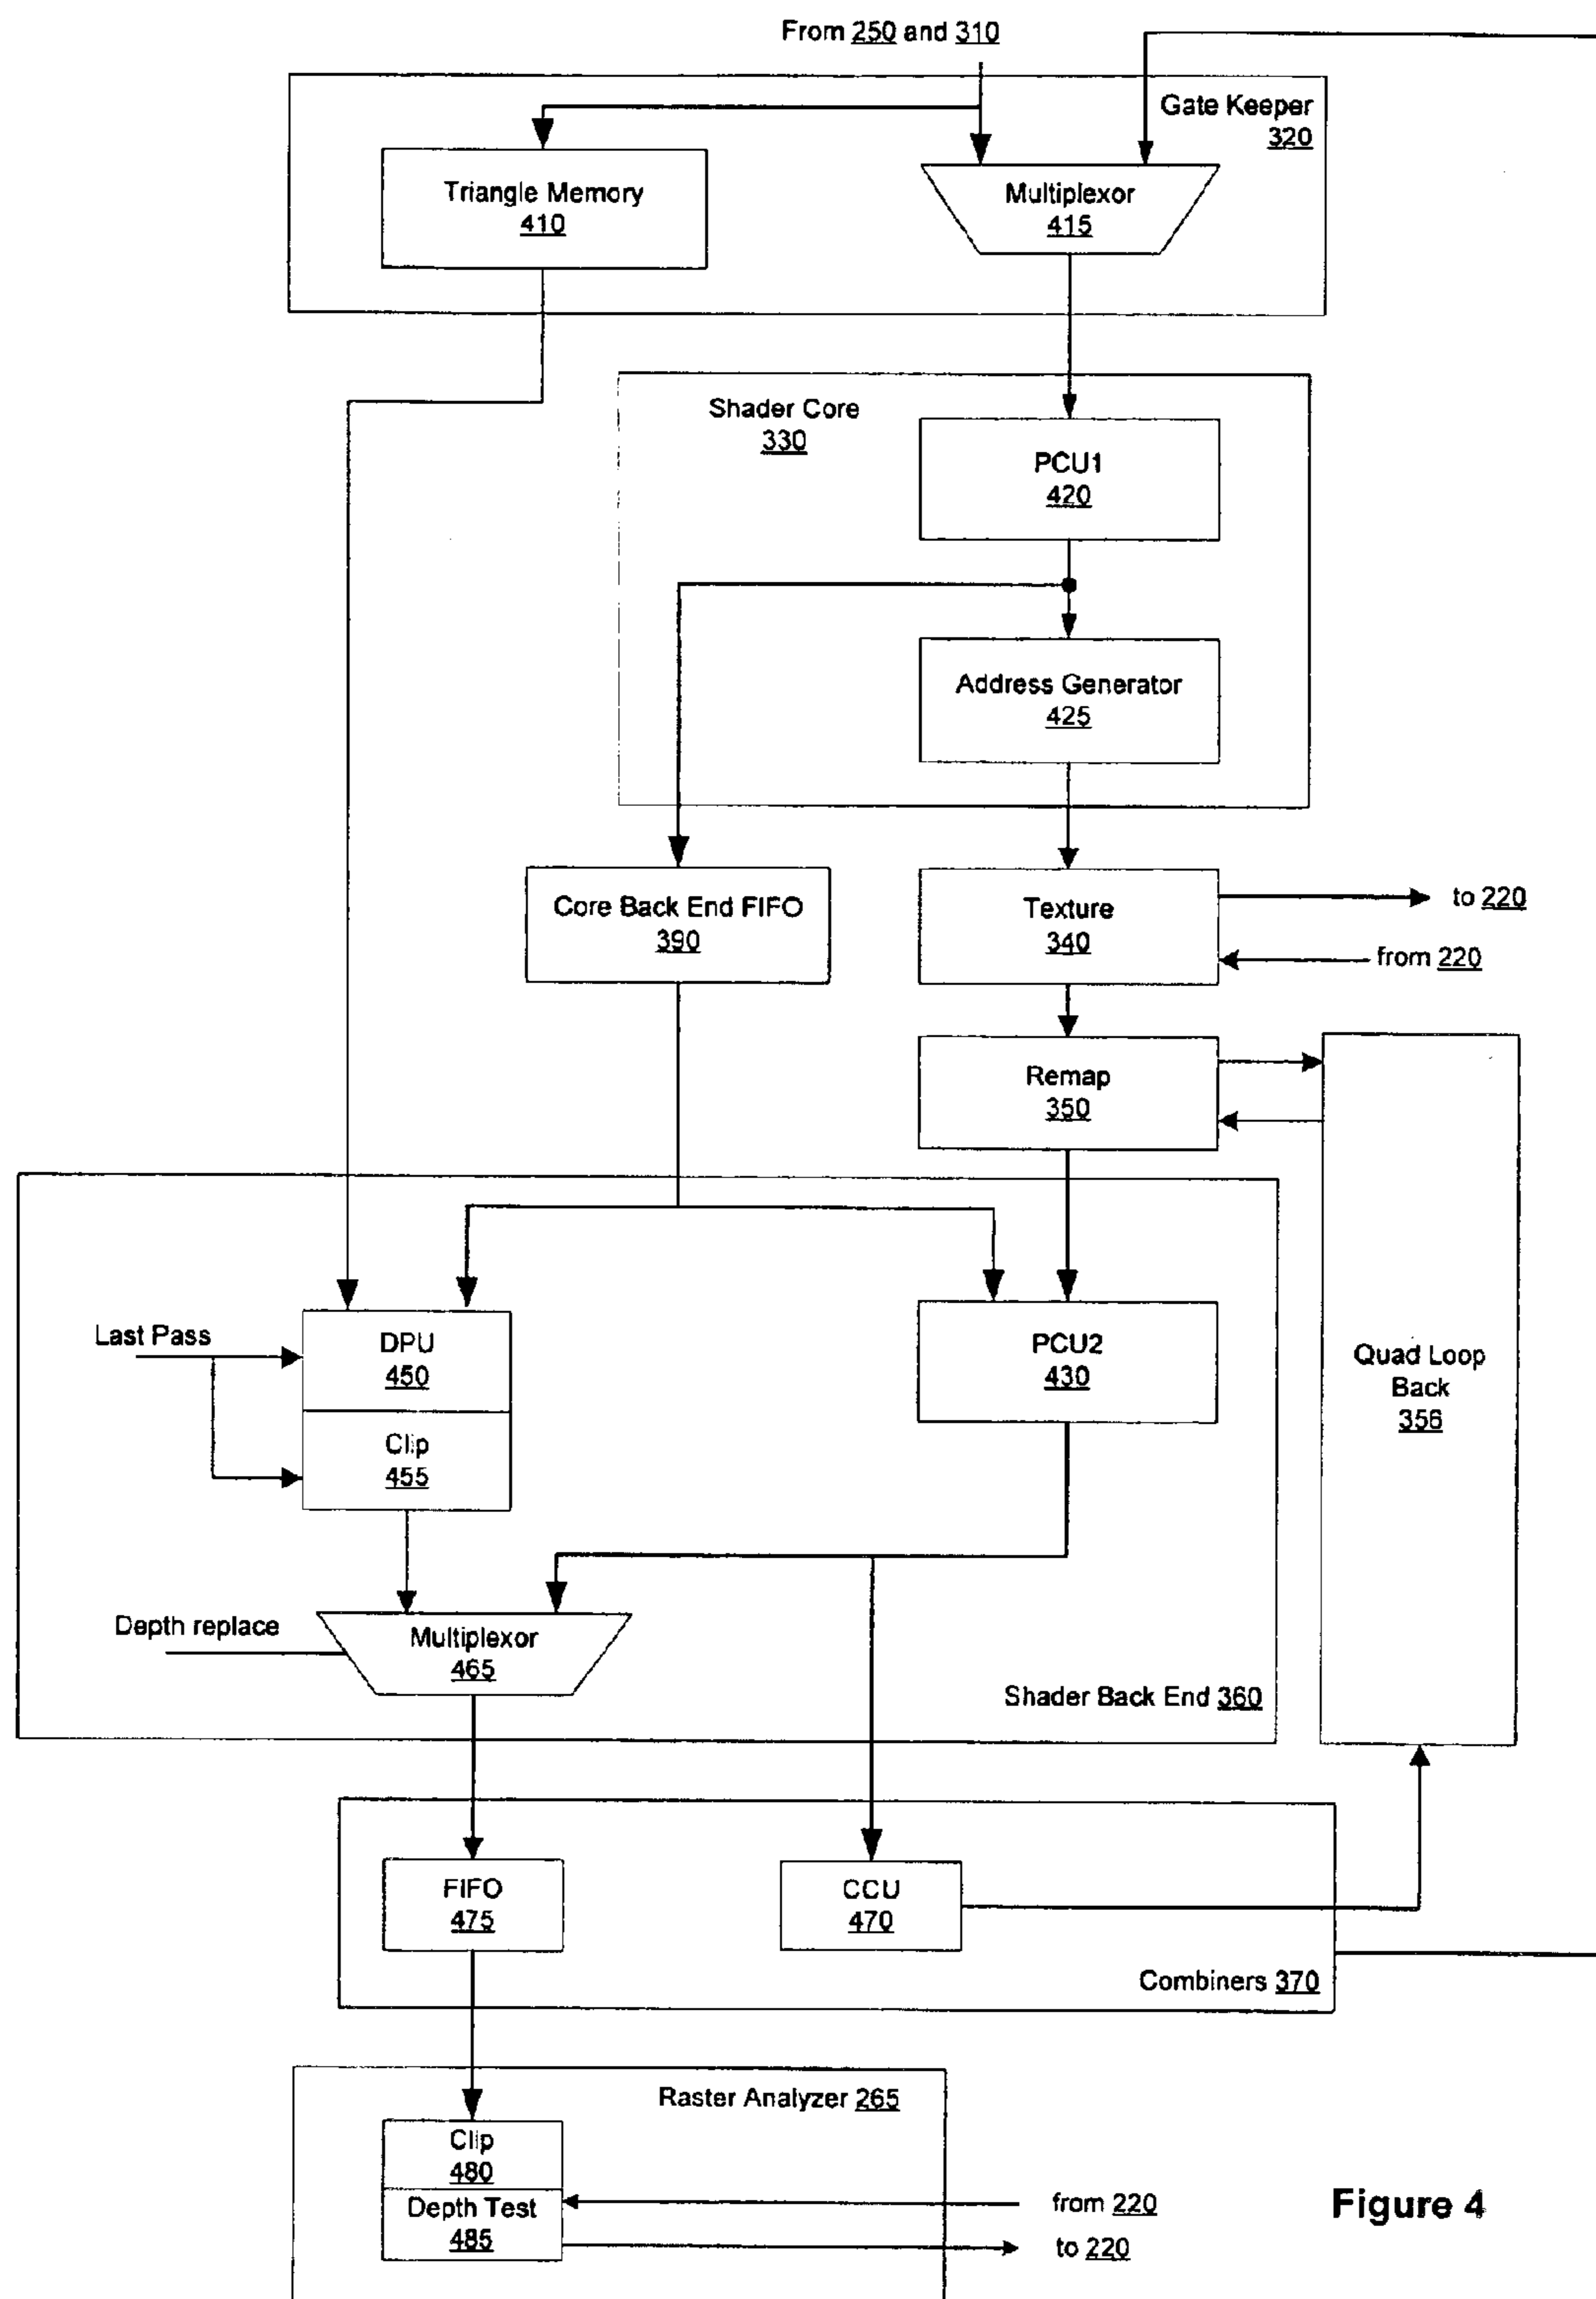 From 250 and 310
Gate Keeper
320
Triangle Memory
410
Multiplexor
415
Shader Core
330
PCU1
420
Address Generator
425
Core Back End FIFO
390
Texture
340
to 220
from 220
Remap
350
Last Pass
DPU
450
PCU2
430
Quad Loop
Back
356
Clip
455
Depth replace
Multiplexor
465
Shader Back End 360
FIFO
475
CCU
470
Combiners 370
Raster Analyzer 265
Clip
480
Depth Test
485
from 220
to 220
Figure 4